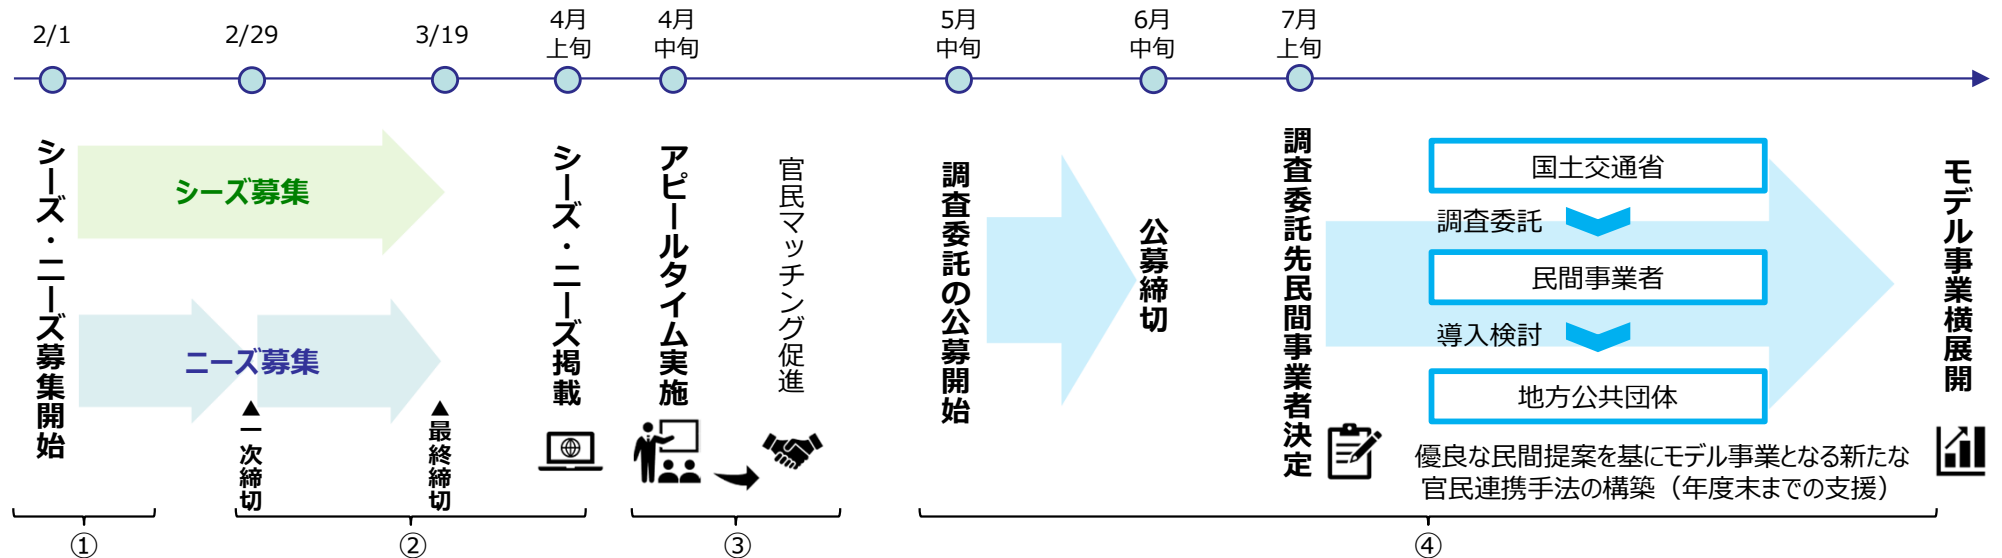 2/1
2/29
3/19
4月
上旬
4月
中旬
5月
中旬
6月
中旬
7月
上旬
シーズ・ニーズ募集開始
シーズ募集
ニーズ募集
▲一次締切
▲最終締切
シーズ・ニーズ掲載
アピールタイム実施
官民マッチング促進
調査委託の公募開始
公募締切
調査委託先民間事業者決定
国土交通省
調査委託
民間事業者
導入検討
地方公共団体
優良な民間提案を基にモデル事業となる新たな
官民連携手法の構築（年度末までの支援）
モデル事業横展開
①
②
③
④